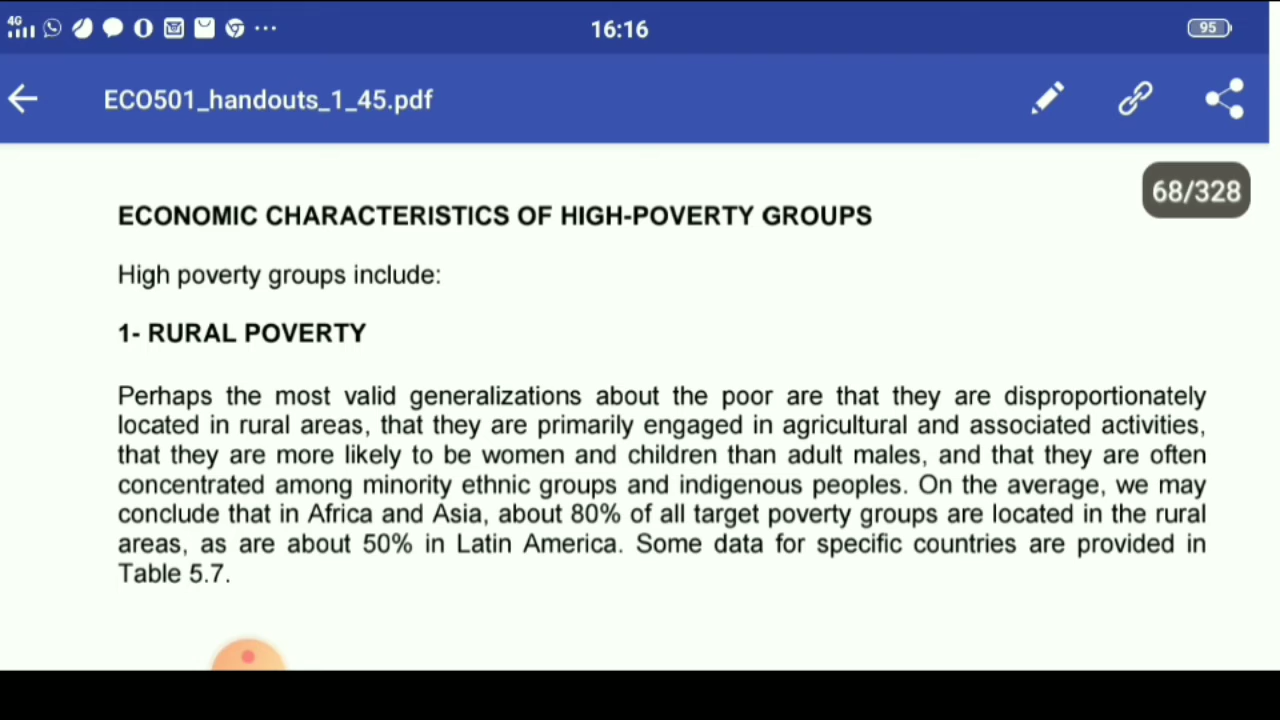 4G 16:16 95
ECO501_handouts_1_45.pdf
68/328
ECONOMIC CHARACTERISTICS OF HIGH-POVERTY GROUPS
High poverty groups include:
1- RURAL POVERTY
Perhaps the most valid generalizations about the poor are that they are disproportionately
located in rural areas, that they are primarily engaged in agricultural and associated activities,
that they are more likely to be women and children than adult males, and that they are often
concentrated among minority ethnic groups and indigenous peoples. On the average, we may
conclude that in Africa and Asia, about 80% of all target poverty groups are located in the rural
areas, as are about 50% in Latin America. Some data for specific countries are provided in
Table 5.7.